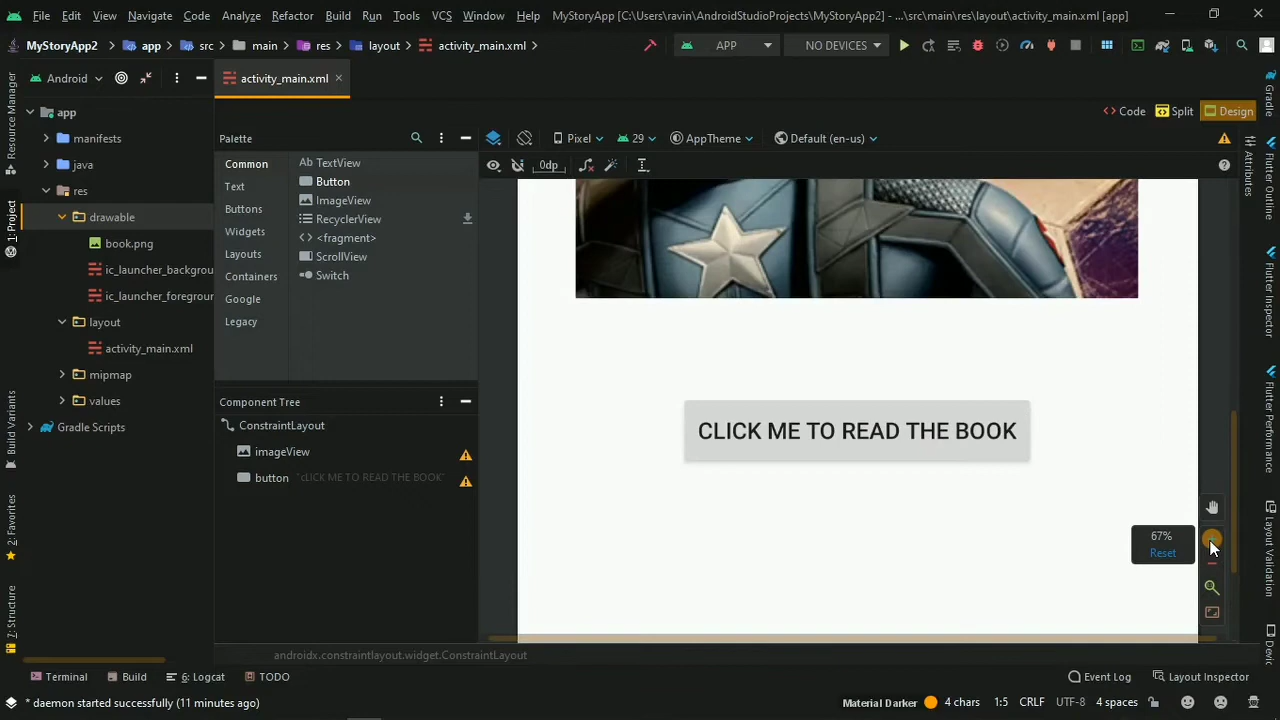 File Edit View Navigate Code Analyze Refactor Build Run Tools VCS Window Help MyStoryApp [C:\Users\ravin\AndroidStudioProjects\MyStoryApp2] - ...\src\main\res\layout\activity_main.xml [app]
MyStoryApp2 app src main res layout activity_main.xml APP NO DEVICES
Android activity_main.xml
Code Split Design
Palette Pixel 29 AppTheme Default (en-us)
0dp
Common
Text
Buttons
Widgets
Layouts
Containers
Google
Legacy
Ab TextView
Button
ImageView
RecyclerView
<fragment>
ScrollView
Switch
app
manifests
java
res
drawable
book.png
ic_launcher_backgrou
ic_launcher_foregrour
layout
activity_main.xml
mipmap
values
Gradle Scripts
Component Tree
ConstraintLayout
imageView
button "cLICK ME TO READ THE BOOK"
CLICK ME TO READ THE BOOK
67%
Reset
androidx.constraintlayout.widget.ConstraintLayout
Resource Manager
1: Project
Build Variants
2: Favorites
7: Structure
Gradle
Attributes
Flutter Outline
Flutter Inspector
Flutter Performance
Layout Validation
Devic
Terminal Build 6: Logcat TODO Event Log Layout Inspector
* daemon started successfully (11 minutes ago) Material Darker 4 chars 1:5 CRLF UTF-8 4 spaces